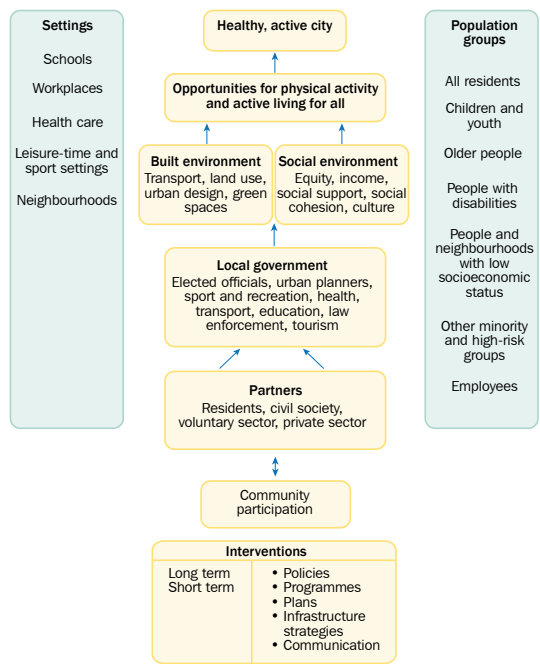 Settings
Schools
Workplaces
Health care
Leisure-time and
sport settings
Neighbourhoods
Healthy, active city
Opportunities for physical activity
and active living for all
Built environment
Transport, land use,
urban design, green
spaces
Social environment
Equity, income,
social support, social
cohesion, culture
Local government
Elected officials, urban planners,
sport and recreation, health,
transport, education, law
enforcement, tourism
Partners
Residents, civil society,
voluntary sector, private sector
Community
participation
Interventions
Long term
Short term
• Policies
• Programmes
• Plans
• Infrastructure
strategies
• Communication
Population
groups
All residents
Children and
youth
Older people
People with
disabilities
People and
neighbourhoods
with low
socioeconomic
status
Other minority
and high-risk
groups
Employees